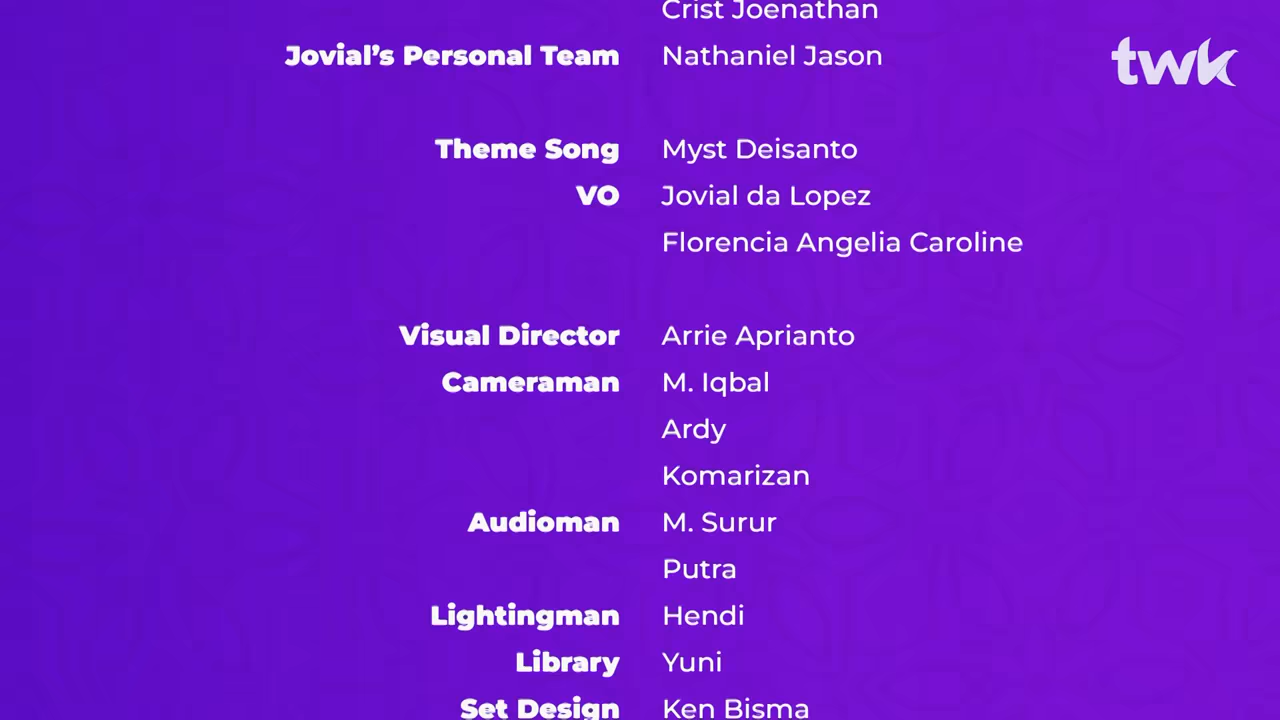 Crist Joenathan
Jovial's Personal Team Nathaniel Jason
twk
Theme Song Myst Deisanto
VO Jovial da Lopez
Florencia Angelia Caroline
Visual Director Arrie Aprianto
Cameraman M. Iqbal
Ardy
Komarizan
Audioman M. Surur
Putra
Lightingman Hendi
Library Yuni
Set Design Ken Bisma